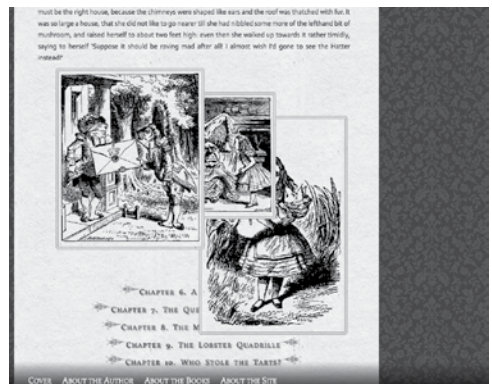 must be the right house, because the chimneys were shaped like ears and the roof was thatched with fur. It
was so large a house, that she did not like to go nearer till she had nibbled some more of the lefthand bit of
mushroom, and raised herself to about two feet high: even then she walked up towards it rather timidly,
saying to herself 'Suppose it should be raving mad after all! I almost wish I'd gone to see the Hatter
instead!'
Chapter 6. A
Chapter 7. The Que
Chapter 8. The M
Chapter 9. The Lobster Quadrille
Chapter 10. Who Stole the Tarts?
Cover About the Author About the Books About the Site